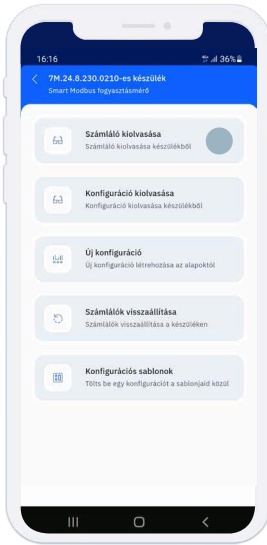 16:16
36%
7M.24.8.230.0210-es készülék
Smart Modbus fogyasztásmérő
Számláló kiolvasása
Számláló kiolvasása készülékből
Konfiguráció kiolvasása
Konfiguráció kiolvasása készülékből
Új konfiguráció
Új konfiguráció létrehozása az alapoktól
Számlálók visszaállítása
Számlálók visszaállítása a készüléken
Konfigurációs sablonok
Tölts be egy konfigurációt a sablonjaid közül